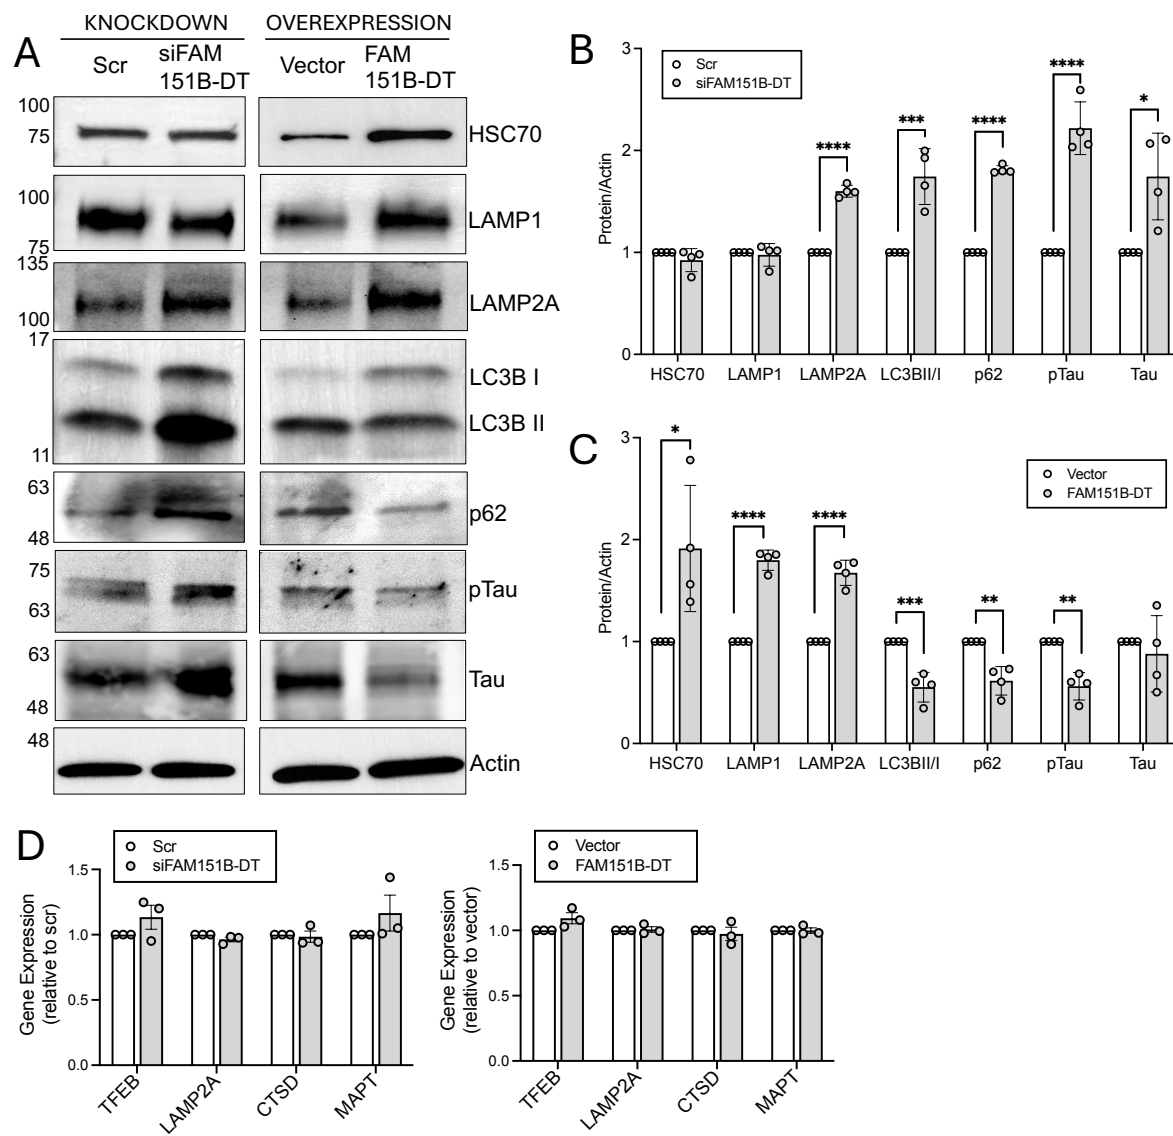 A
KNOCKDOWN
OVEREXPRESSION
Scr
siFAM
151B-DT
Vector
FAM
151B-DT
100
75
HSC70
100
75
LAMP1
135
100
LAMP2A
17
11
LC3B I
LC3B II
63
48
p62
75
63
pTau
63
48
Tau
48
Actin
B
Scr
siFAM151B-DT
Protein/Actin
3
2
1
0
****
***
****
****
*
HSC70 LAMP1 LAMP2A LC3BII/I p62 pTau Tau
C
Vector
FAM151B-DT
Protein/Actin
3
2
1
0
*
****
****
***
**
**
HSC70 LAMP1 LAMP2A LC3BII/I p62 pTau Tau
D
Scr
siFAM151B-DT
Gene Expression
(relative to scr)
1.5
1.0
0.5
0.0
TFEB LAMP2A CTSD MAPT
Vector
FAM151B-DT
Gene Expression
(relative to vector)
1.5
1.0
0.5
0.0
TFEB LAMP2A CTSD MAPT